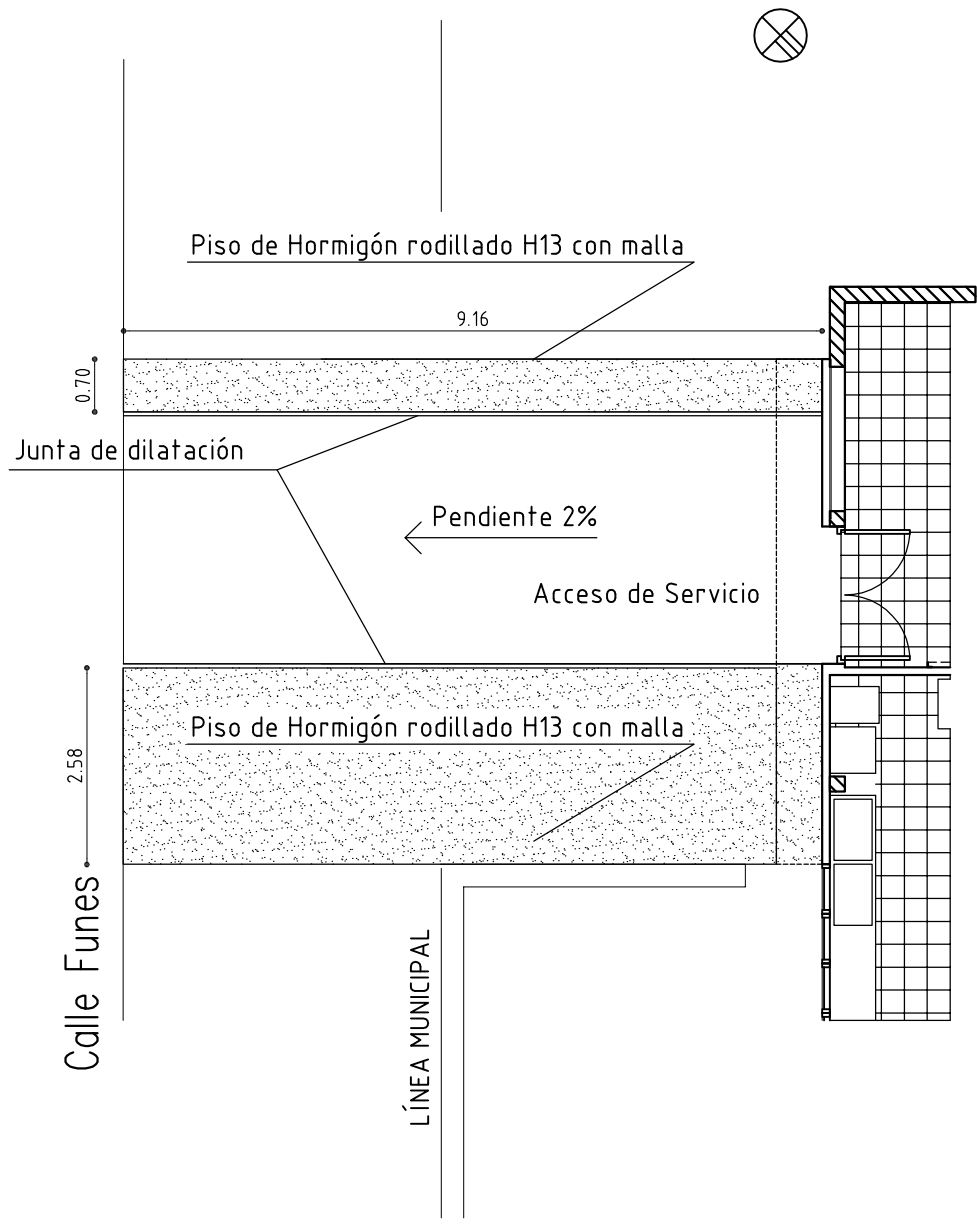 Piso de Hormigón rodillado H13 con malla
9.16
0.70
Junta de dilatación
Pendiente 2%
Acceso de Servicio
Piso de Hormigón rodillado H13 con malla
2.58
Calle Funes
LÍNEA MUNICIPAL